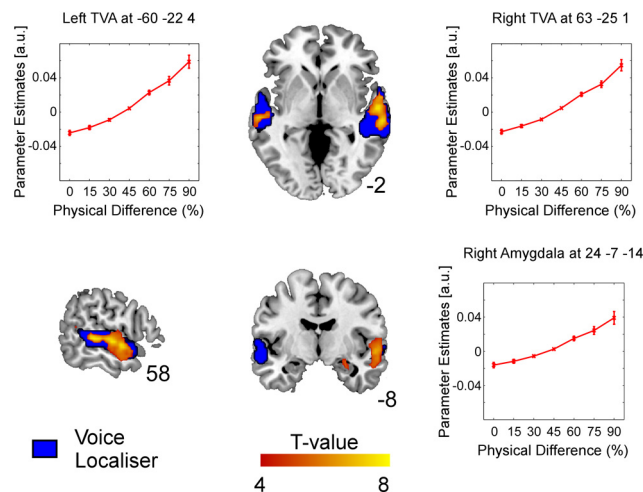 Left TVA at -60 -22 4
Right TVA at 63 -25 1
Parameter Estimates [a.u.]
0.04
0
-0.04
0 15 30 45 60 75 90
Physical Difference (%)
-2
Parameter Estimates [a.u.]
0.04
0
-0.04
0 15 30 45 60 75 90
Physical Difference (%)
Right Amygdala at 24 -7 -14
58
-8
Parameter Estimates [a.u.]
0.04
0
-0.04
0 15 30 45 60 75 90
Physical Difference (%)
Voice
Localiser
T-value
4 8